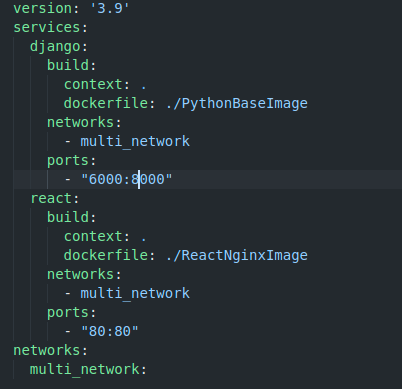 version: '3.9'
services:
  django:
    build:
      context: .
      dockerfile: ./PythonBaseImage
    networks:
      - multi_network
    ports:
      - "6000:8000"
  react:
    build:
      context: .
      dockerfile: ./ReactNginxImage
    networks:
      - multi_network
    ports:
      - "80:80"
networks:
  multi_network: